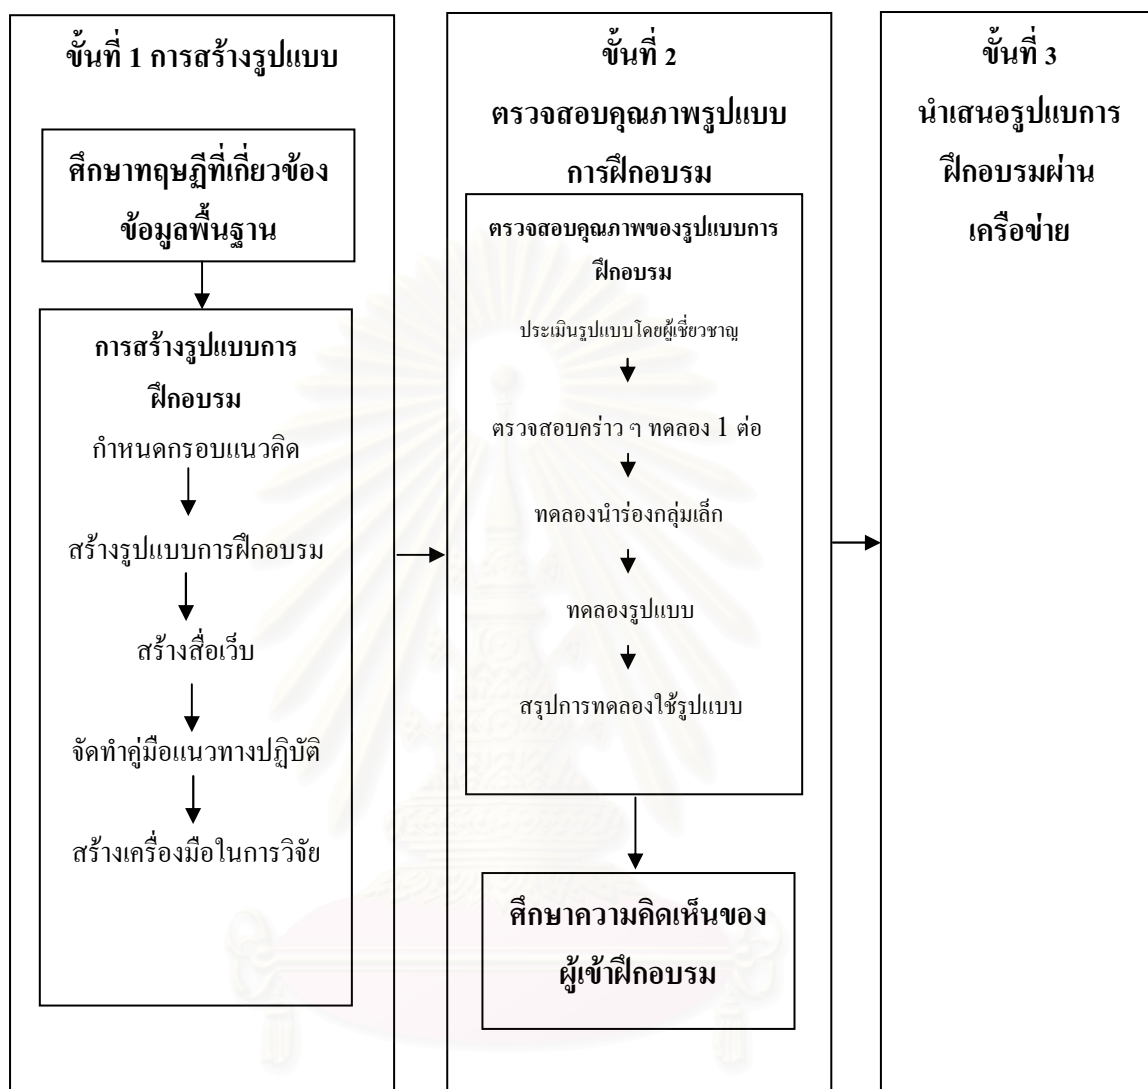 ขั้นที่ 1 การสร้างรูปแบบ
ศึกษาทฤษฎีที่เกี่ยวข้อง
ข้อมูลพื้นฐาน
การสร้างรูปแบบการ
ฝึกอบรม
กำหนดกรอบแนวคิด
สร้างรูปแบบการฝึกอบรม
สร้างสื่อเว็บ
จัดทำคู่มือแนวทางปฏิบัติ
สร้างเครื่องมือในการวิจัย
ขั้นที่ 2
ตรวจสอบคุณภาพรูปแบบ
การฝึกอบรม
ตรวจสอบคุณภาพของรูปแบบการ
ฝึกอบรม
ประเมินรูปแบบโดยผู้เชี่ยวชาญ
ตรวจสอบคร่าว ๆ ทดลอง 1 ต่อ
ทดลองนำร่องกลุ่มเล็ก
ทดลองรูปแบบ
สรุปการทดลองใช้รูปแบบ
ศึกษาความคิดเห็นของ
ผู้เข้าฝึกอบรม
ขั้นที่ 3
นำเสนอรูปแบการ
ฝึกอบรมผ่าน
เครือข่าย